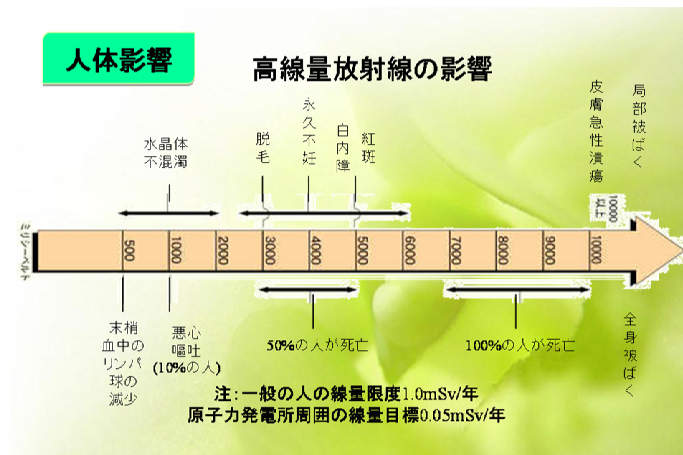 人体影響
高線量放射線の影響
水晶体
不混濁
脱毛
永久不妊
白内障
紅斑
皮膚急性潰瘍
局部被ばく
ミリシーベルト
500
1000
2000
3000
4000
5000
6000
7000
8000
9000
10000
10000
以上
末梢
血中の
リンパ
球の
減少
悪心
嘔吐
(10%の人)
50%の人が死亡
100%の人が死亡
全身被ばく
注:一般の人の線量限度1.0mSv/年
原子力発電所周囲の線量目標0.05mSv/年